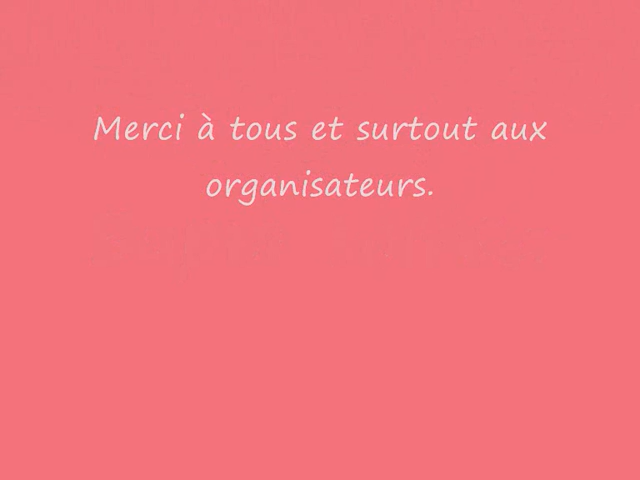 Merci à tous et surtout aux
organisateurs.